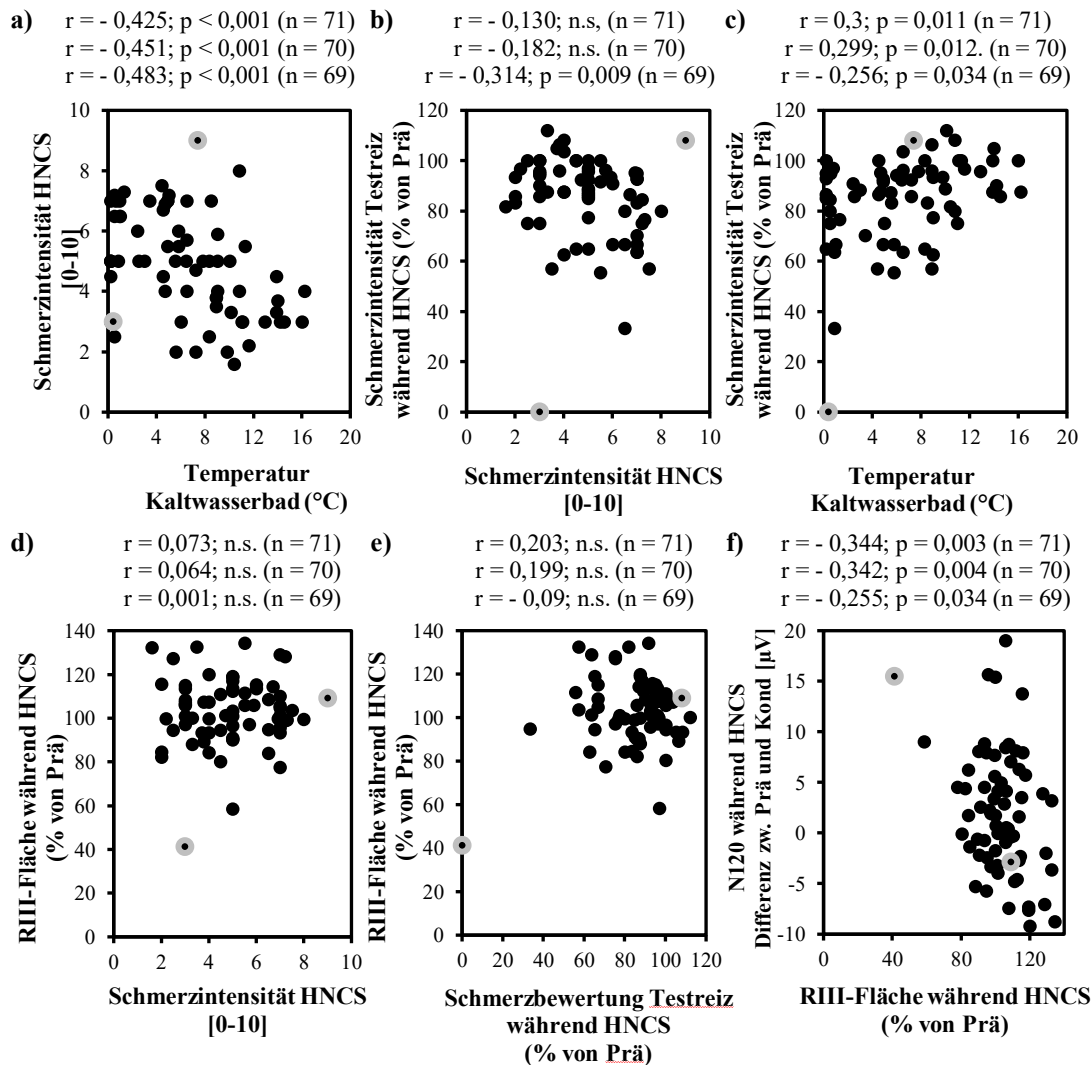 a)
r = - 0,425; p < 0,001 (n = 71)
r = - 0,451; p < 0,001 (n = 70)
r = - 0,483; p < 0,001 (n = 69)
Schmerzintensität HNCS
[0-10]
10
8
6
4
2
0
0 4 8 12 16 20
Temperatur
Kaltwasserbad (°C)
b)
r = - 0,130; n.s, (n = 71)
r = - 0,182; n.s. (n = 70)
r = - 0,314; p = 0,009 (n = 69)
Schmerzintensität Testreiz
während HNCS (% von Prä)
120
100
80
60
40
20
0
0 2 4 6 8 10
Schmerzintensität HNCS
[0-10]
c)
r = 0,3; p = 0,011 (n = 71)
r = 0,299; p = 0,012. (n = 70)
r = - 0,256; p = 0,034 (n = 69)
Schmerzintensität Testreiz
während HNCS (% von Prä)
120
100
80
60
40
20
0
0 4 8 12 16 20
Temperatur
Kaltwasserbad (°C)
d)
r = 0,073; n.s. (n = 71)
r = 0,064; n.s. (n = 70)
r = 0,001; n.s. (n = 69)
RIII-Fläche während HNCS
(% von Prä)
140
120
100
80
60
40
20
0
0 2 4 6 8 10
Schmerzintensität HNCS
[0-10]
e)
r = 0,203; n.s. (n = 71)
r = 0,199; n.s. (n = 70)
r = - 0,09; n.s. (n = 69)
RIII-Fläche während HNCS
(% von Prä)
140
120
100
80
60
40
20
0
0 20 40 60 80 100 120
Schmerzbewertung Testreiz
während HNCS
(% von Prä)
f)
r = - 0,344; p = 0,003 (n = 71)
r = - 0,342; p = 0,004 (n = 70)
r = - 0,255; p = 0,034 (n = 69)
N120 während HNCS
Differenz zw. Prä und Kond [µV]
20
15
10
5
0
-5
-10
0 40 80 120
RIII-Fläche während HNCS
(% von Prä)